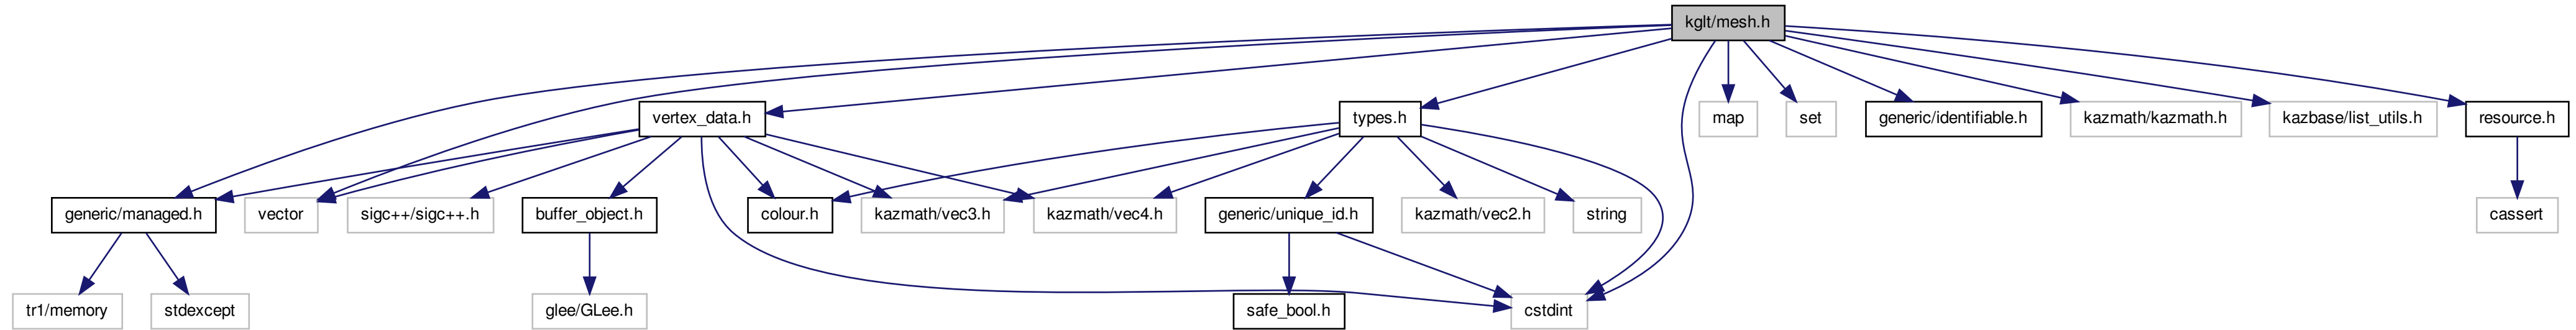 kglt/mesh.h
vertex_data.h
types.h
map
set
generic/identifiable.h
kazmath/kazmath.h
kazbase/list_utils.h
resource.h
generic/managed.h
vector
sigc++/sigc++.h
buffer_object.h
colour.h
kazmath/vec3.h
kazmath/vec4.h
generic/unique_id.h
kazmath/vec2.h
string
cassert
tr1/memory
stdexcept
glee/GLee.h
safe_bool.h
cstdint